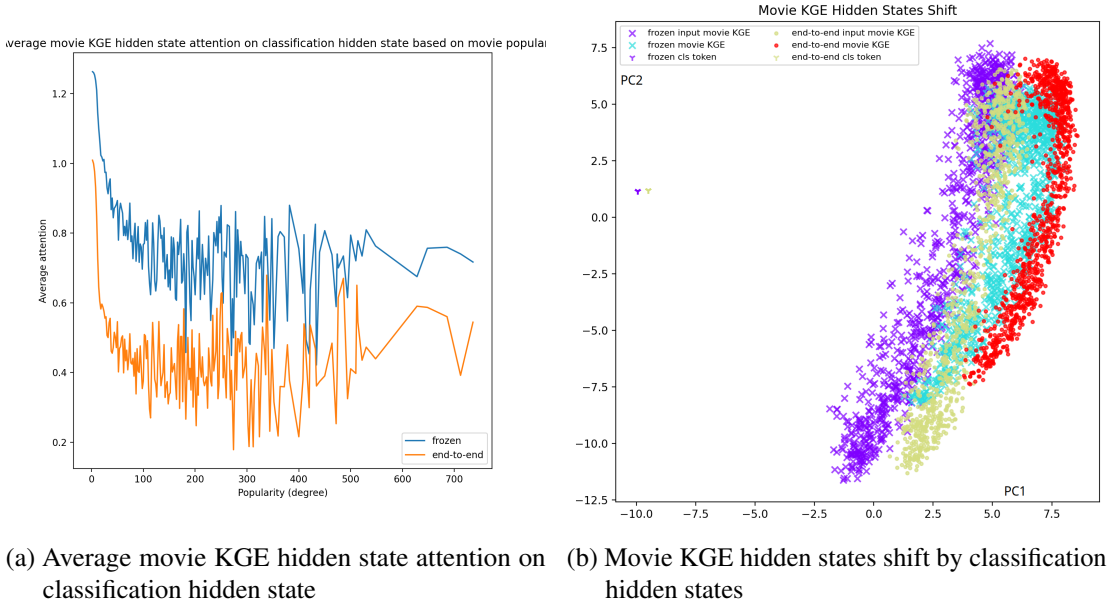 verage movie KGE hidden state attention on classification hidden state based on movie popula
1.2
1.0
0.8
0.6
0.4
0.2
Average attention
0
100
200
300
400
500
600
700
Popularity (degree)
frozen
end-to-end
Movie KGE Hidden States Shift
frozen input movie KGE
frozen movie KGE
frozen cls token
end-to-end input movie KGE
end-to-end movie KGE
end-to-end cls token
PC2
7.5
5.0
2.5
0.0
−2.5
−5.0
−7.5
−10.0
−12.5
PC1
−10.0
−7.5
−5.0
−2.5
0.0
2.5
5.0
7.5
(a) Average movie KGE hidden state attention on
classification hidden state
(b) Movie KGE hidden states shift by classification
hidden states